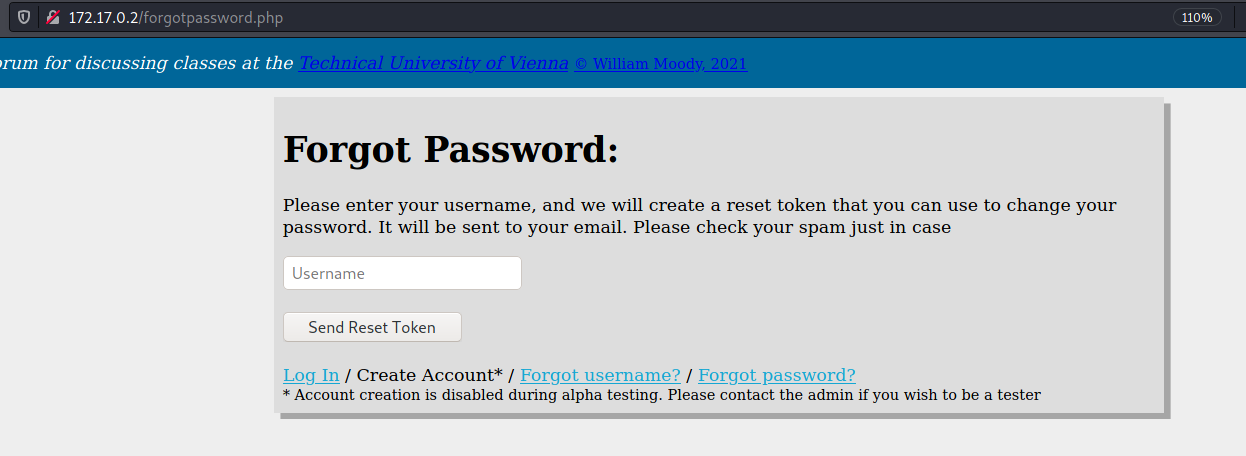 172.17.0.2/forgotpassword.php
110%
rum for discussing classes at the Technical University of Vienna © William Moody, 2021
Forgot Password:
Please enter your username, and we will create a reset token that you can use to change your
password. It will be sent to your email. Please check your spam just in case
Username
Send Reset Token
Log In / Create Account* / Forgot username? / Forgot password?
* Account creation is disabled during alpha testing. Please contact the admin if you wish to be a tester